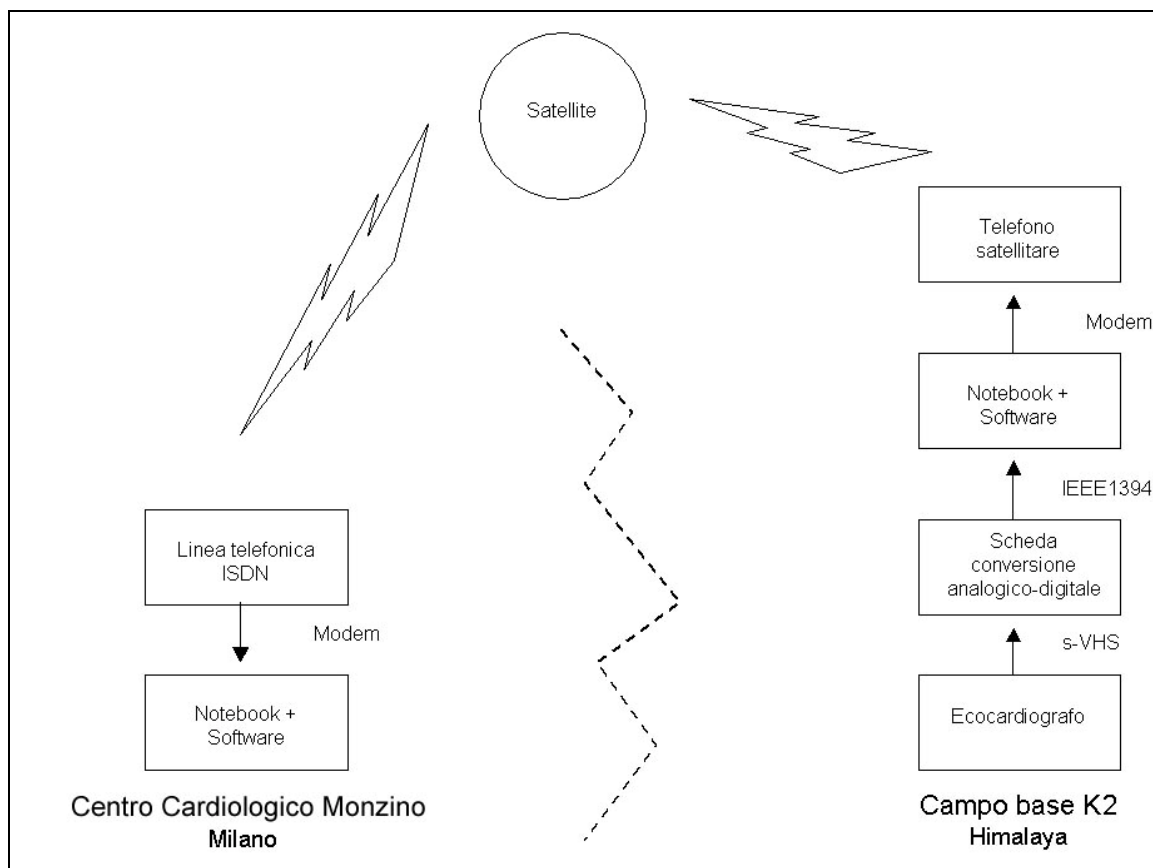 Satellite
Telefono
satellitare
Modem
Notebook +
Software
IEEE1394
Scheda
conversione
analogico-digitale
s-VHS
Ecocardiografo
Campo base K2
Himalaya
Linea telefonica
ISDN
Modem
Notebook +
Software
Centro Cardiologico Monzino
Milano